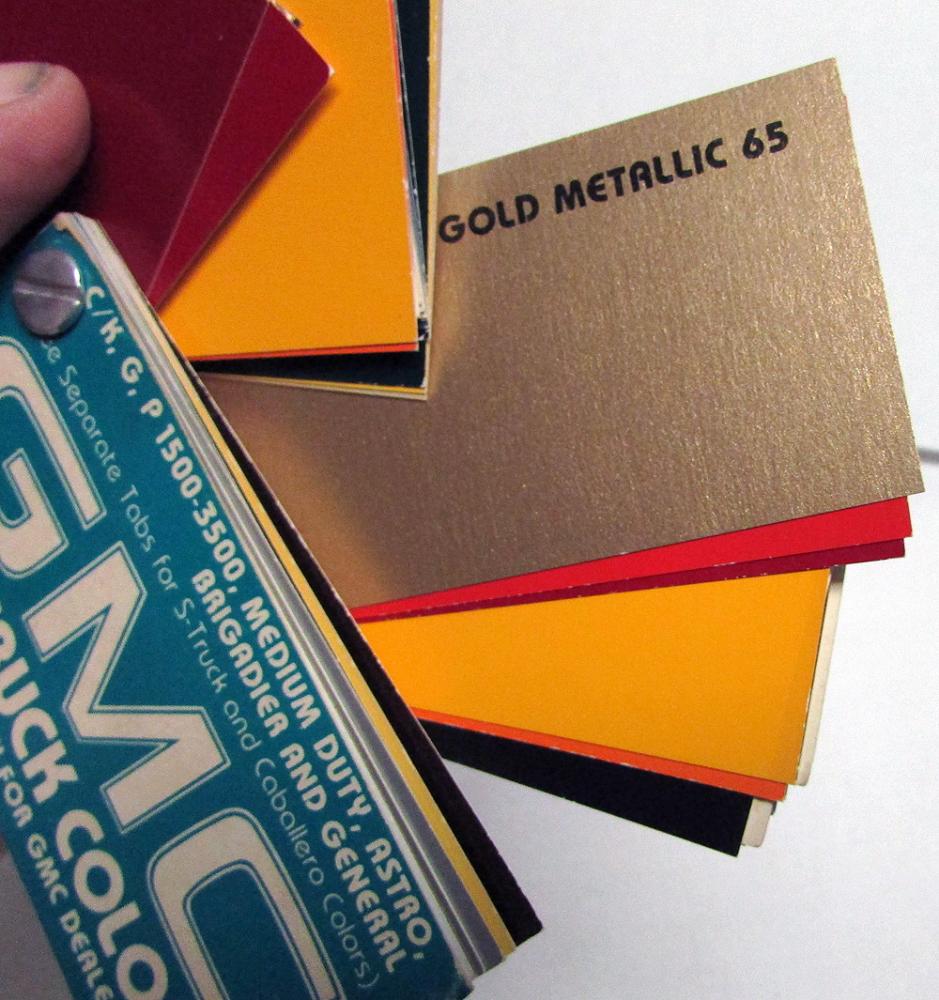 GOLD METALLIC 65
C/K, G, P 1500-3500, MEDIUM DUTY, ASTRO,
BRIGADIER AND GENERAL
Separate Tabs for S-Truck and Caballero Colors)
GMC
TRUCK COLO
FOR GMC DEALE